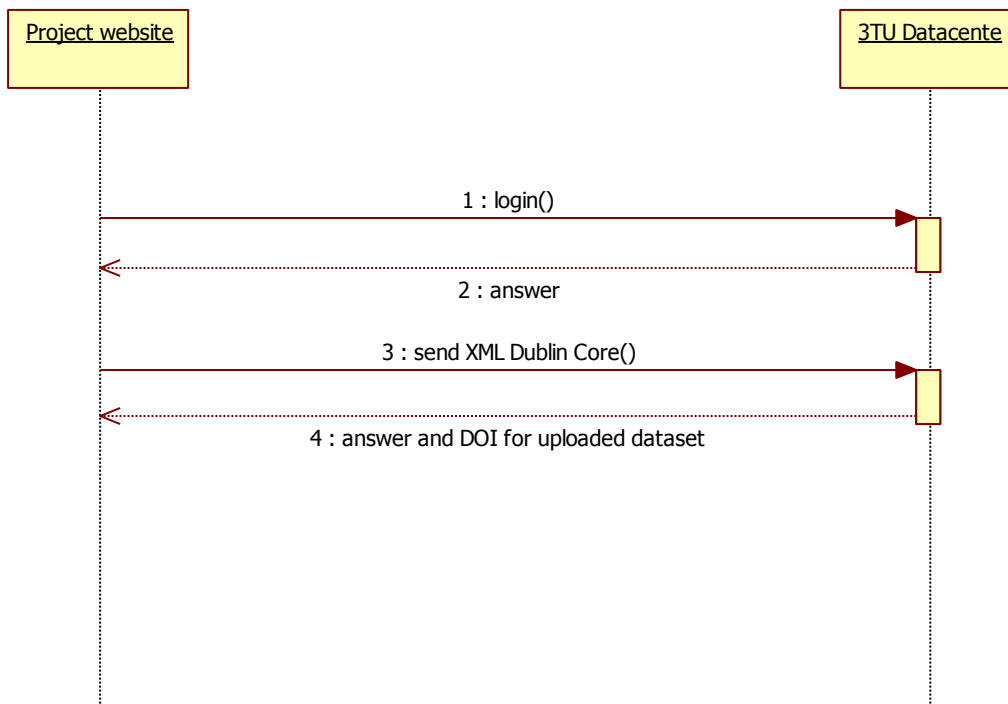 Project website
3TU Datacente
1 : login()
2 : answer
3 : send XML Dublin Core()
4 : answer and DOI for uploaded dataset